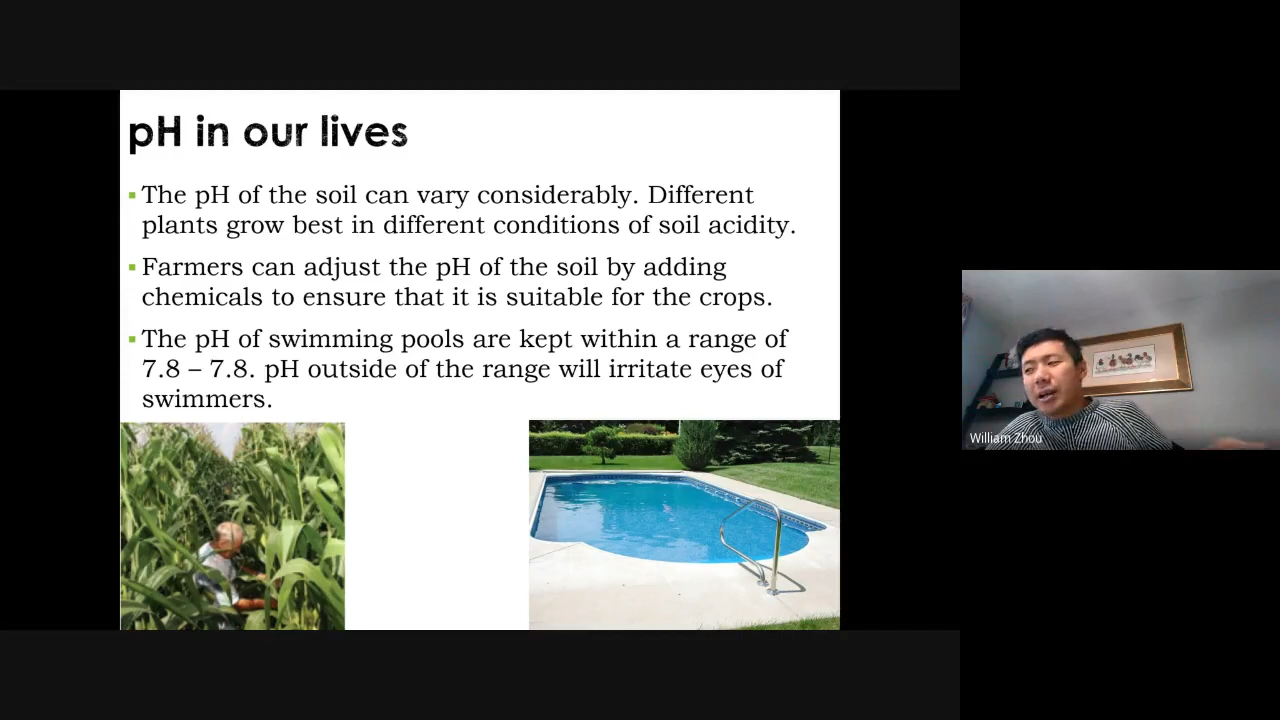 pH in our lives
▪ The pH of the soil can vary considerably. Different
plants grow best in different conditions of soil acidity.
▪ Farmers can adjust the pH of the soil by adding
chemicals to ensure that it is suitable for the crops.
▪ The pH of swimming pools are kept within a range of
7.8 – 7.8. pH outside of the range will irritate eyes of
swimmers.
William Zhou